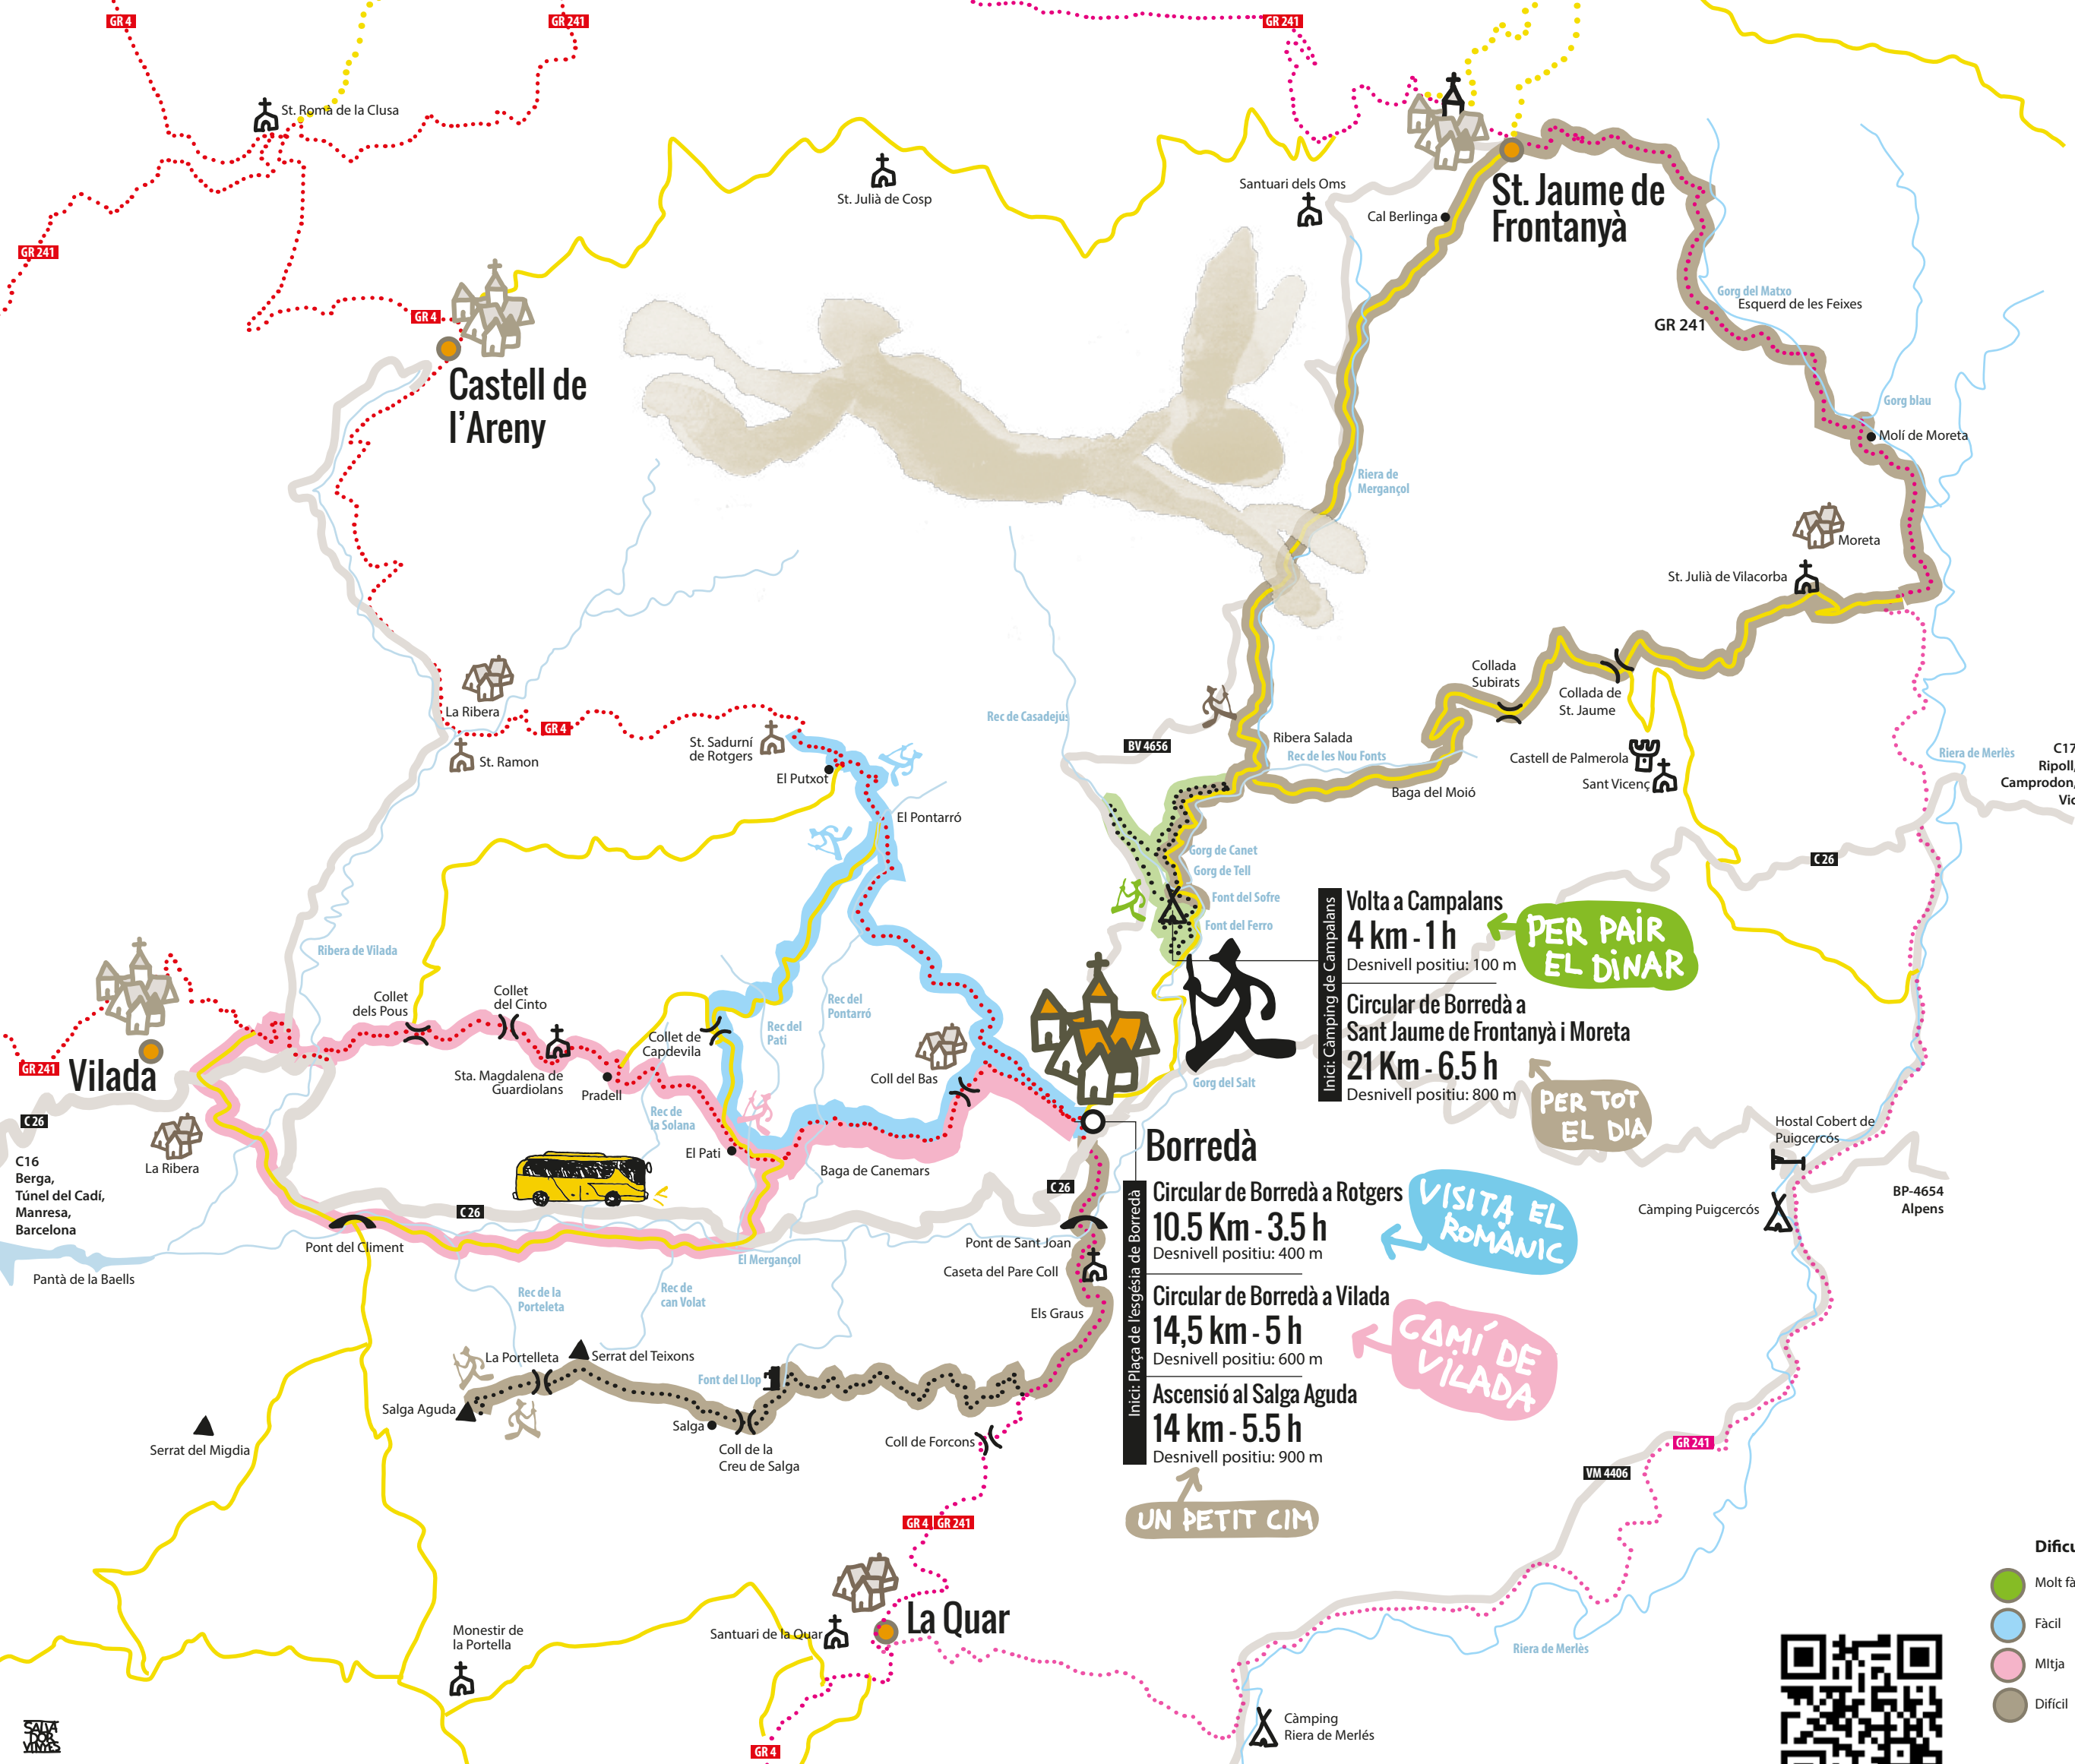 GR 4
GR 241
GR 241
St. Romà de la Clusa
St. Julià de Cosp
Santuari dels Oms
Cal Berlinga
St. Jaume de
Frontanyà
GR 241
GR 4
Castell de
l'Areny
Gorg del Matxo
Esquerd de les Feixes
GR 241
Gorg blau
Molí de Moreta
Riera de
Mergançol
Moreta
St. Julià de Vilacorba
La Ribera
GR 4
St. Ramon
St. Sadurní
de Rotgers
El Putxot
El Pontarró
Rec de Casadejús
BV 4656
Ribera Salada
Rec de les Nou Fonts
Baga del Moió
Collada
Subirats
Collada de
St. Jaume
Castell de Palmerola
Sant Vicenç
Riera de Merlès
C17
Ripoll,
Camprodon,
Vic
C 26
Gorg de Canet
Gorg de Tell
Font del Sofre
Font del Ferro
Inici: Càmping de Campalans
Volta a Campalans
4 km - 1 h
Desnivell positiu: 100 m
PER PAIR
EL DINAR
Circular de Borredà a
Sant Jaume de Frontanyà i Moreta
21 Km - 6.5 h
Desnivell positiu: 800 m
PER TOT
EL DIA
Ribera de Vilada
Collet
dels Pous
Collet
del Cinto
Sta. Magdalena de
Guardiolans
Pradell
Collet de
Capdevila
Rec del
Pati
Rec del
Pontarró
Coll del Bas
Rec de
la Solana
El Pati
Baga de Canemars
Gorg del Salt
GR 241
Vilada
C26
La Ribera
C16
Berga,
Túnel del Cadí,
Manresa,
Barcelona
Pantà de la Baells
Pont del Climent
C 26
El Mergançol
Rec de la
Porteleta
Rec de
can Volat
Borredà
C 26
Inici: Plaça de l'esgésia de Borredà
Circular de Borredà a Rotgers
10.5 Km - 3.5 h
Desnivell positiu: 400 m
VISITA EL
ROMÀNIC
Circular de Borredà a Vilada
14,5 km - 5 h
Desnivell positiu: 600 m
CAMÍ DE
VILADA
Ascensió al Salga Aguda
14 km - 5.5 h
Desnivell positiu: 900 m
UN PETIT CIM
Pont de Sant Joan
Caseta del Pare Coll
Els Graus
Hostal Cobert de
Puigcercós
Càmping Puigcercós
BP-4654
Alpens
La Portelleta
Serrat del Teixons
Font del Llop
Salga Aguda
Salga
Coll de la
Creu de Salga
Coll de Forcons
Serrat del Migdia
GR 241
VM 4406
GR 4
GR 241
La Quar
Santuari de la Quar
Monestir de
la Portella
Riera de Merlès
Càmping
Riera de Merlés
GR 4
SALVA
DOR
VINYES
Dificu
Molt fà
Fàcil
MItja
Difícil